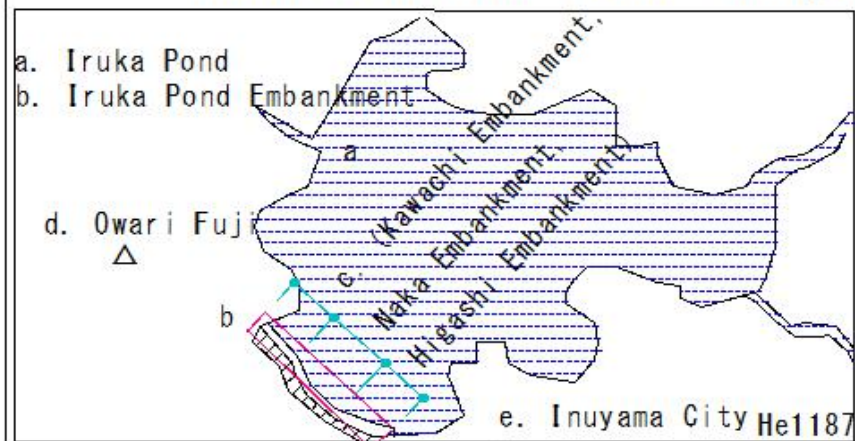 a. Iruka Pond
b. Iruka Pond Embankment
a
c. (Kawachi Embankment,
Naka Embankment,
Higashi Embankment)
d. Owari Fuji
b
e. Inuyama City
He1187